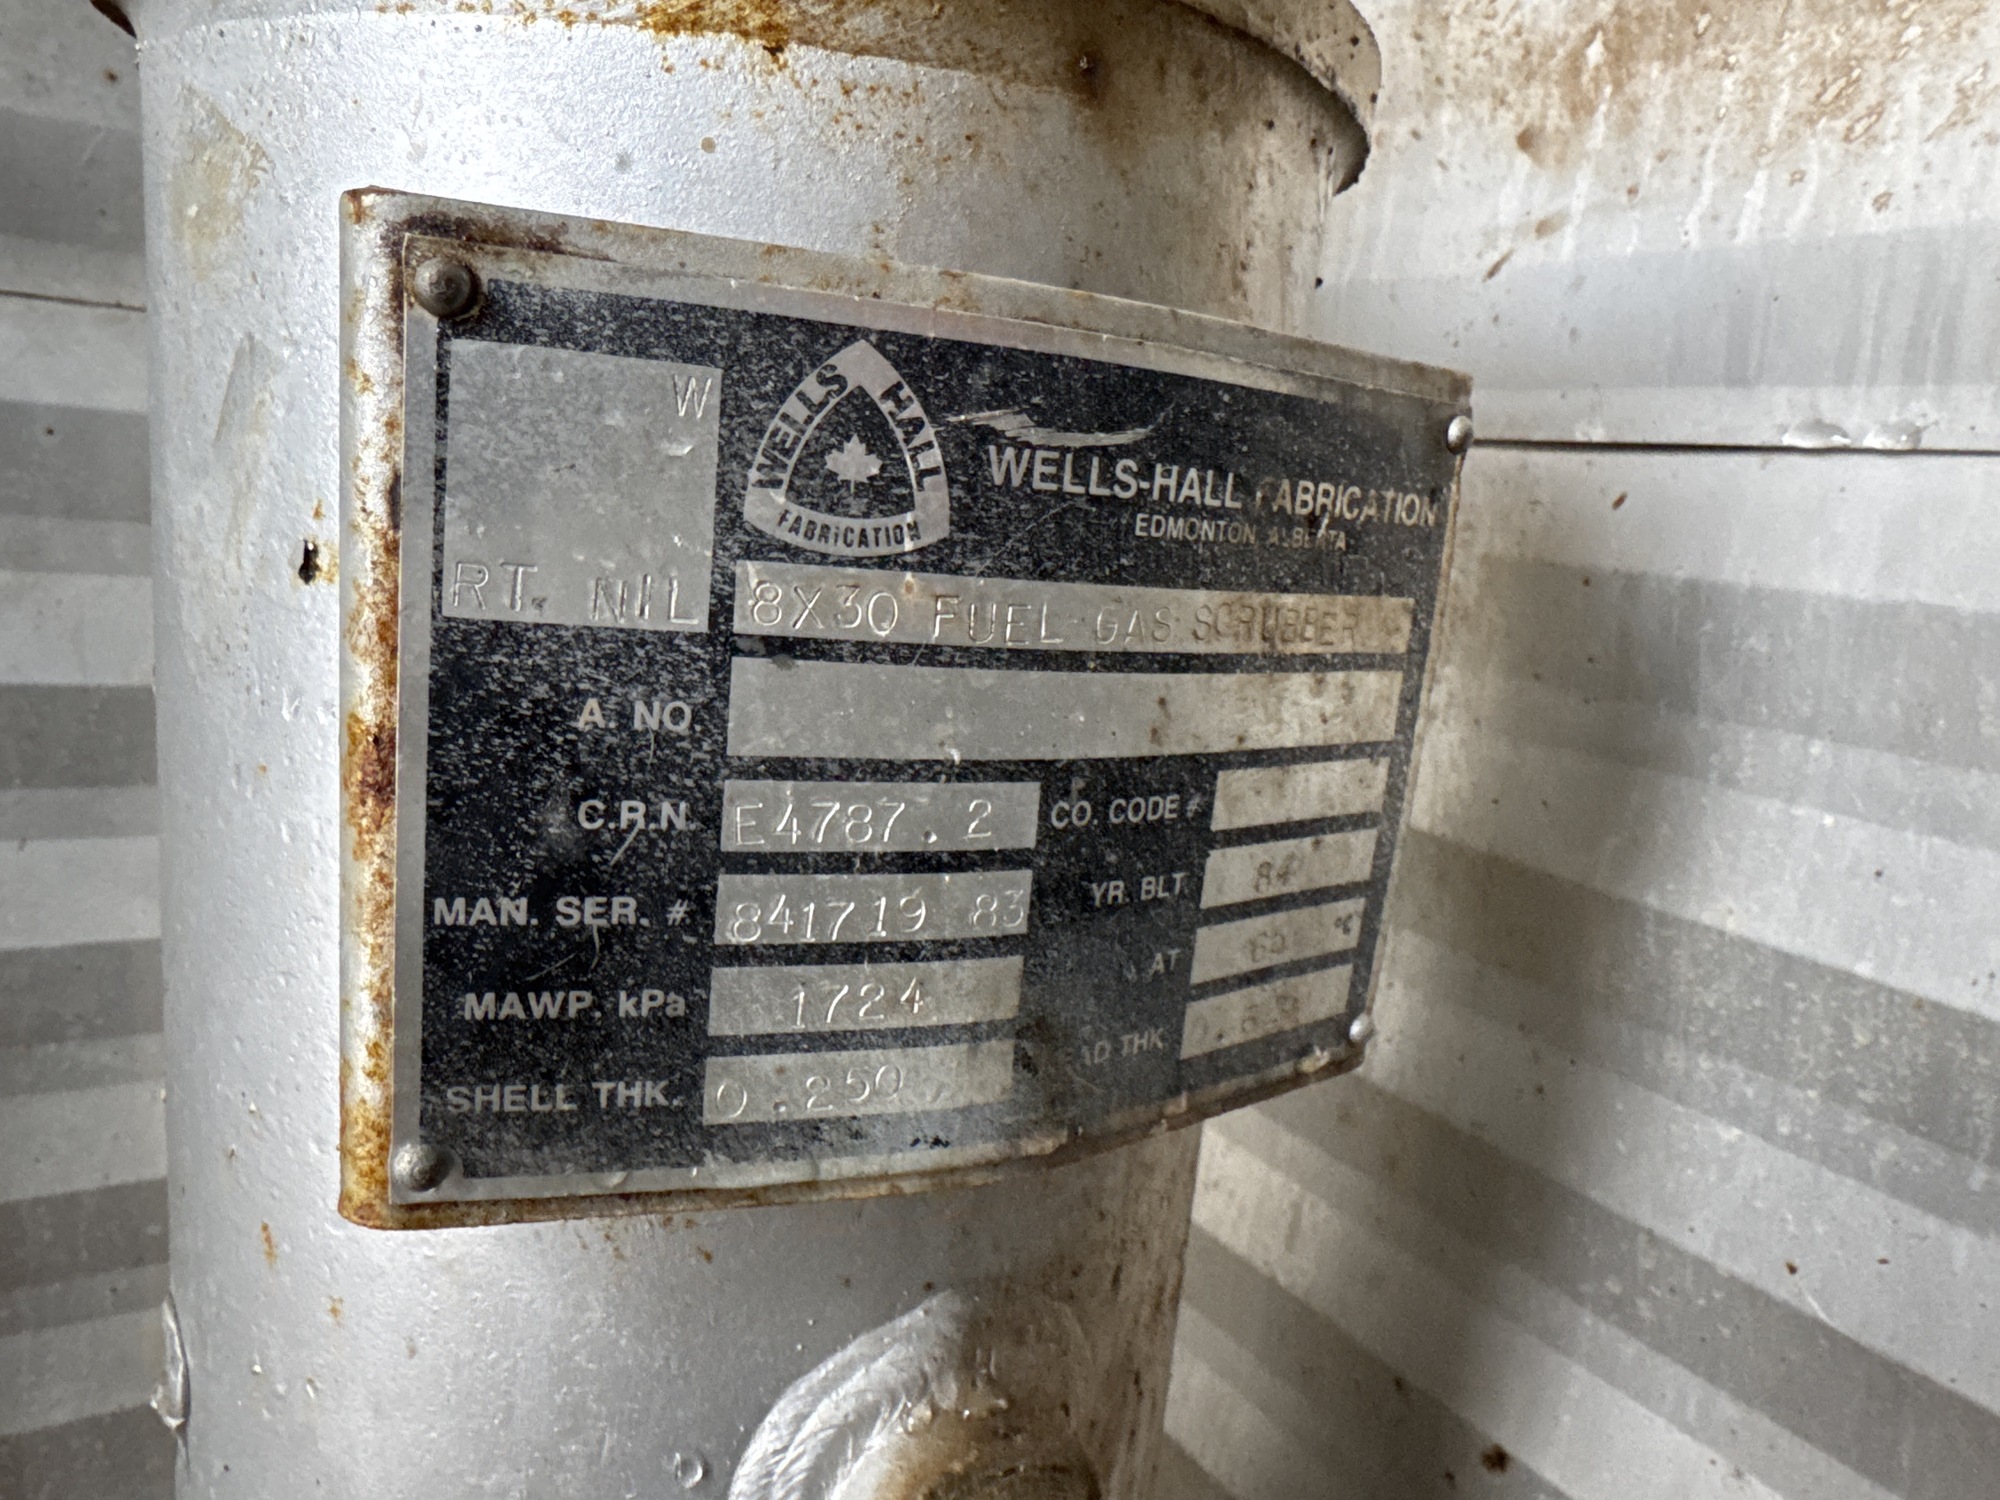 W
RT. NIL
WELLS HALL
FABRICATION
WELLS-HALL FABRICATION
EDMONTON ALBERTA
8X30 FUEL GAS SCRUBBER
A. NO
C.R.N. E4787.2 CO. CODE #
MAN. SER. # 841719 83 YR. BLT. 84
MAWP. kPa 1724 AT °C
SHELL THK. 0.250 THK